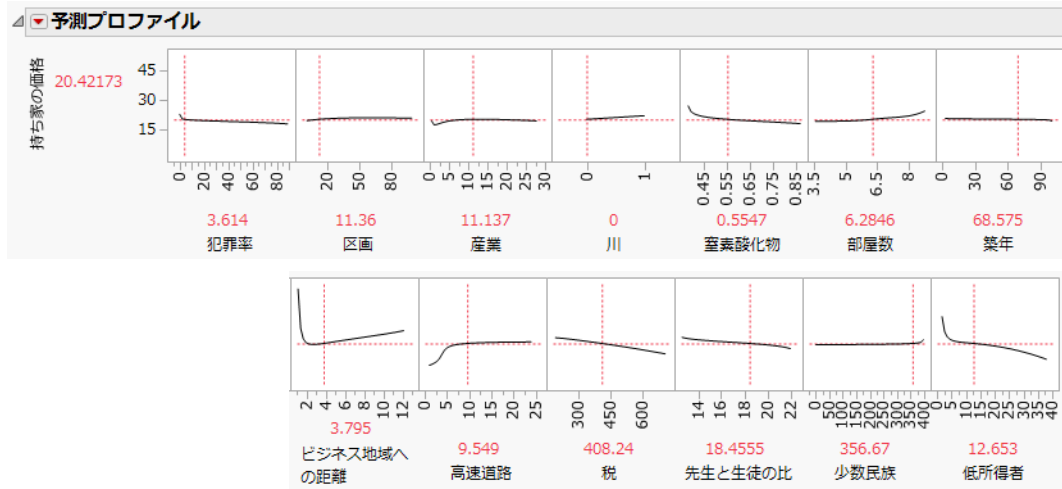 予測プロファイル
持ち家の価格
20.42173
45
30
15
0 20 40 60 80
20 50 80
0 5 10 15 20 25 30
0 1
0.45 0.55 0.65 0.75 0.85
3.5 5 6.5 8
0 30 60 90
3.614 11.36 11.137 0 0.5547 6.2846 68.575
犯罪率 区画 産業 川 窒素酸化物 部屋数 築年
2 4 6 8 10 12
0 5 10 15 20 25
300 450 600
14 16 18 20 22
0 50 100 150 200 250 300 350 400
0 5 10 15 20 25 30 35 40
3.795 9.549 408.24 18.4555 356.67 12.653
ビジネス地域へ
の距離
高速道路 税 先生と生徒の比 少数民族 低所得者